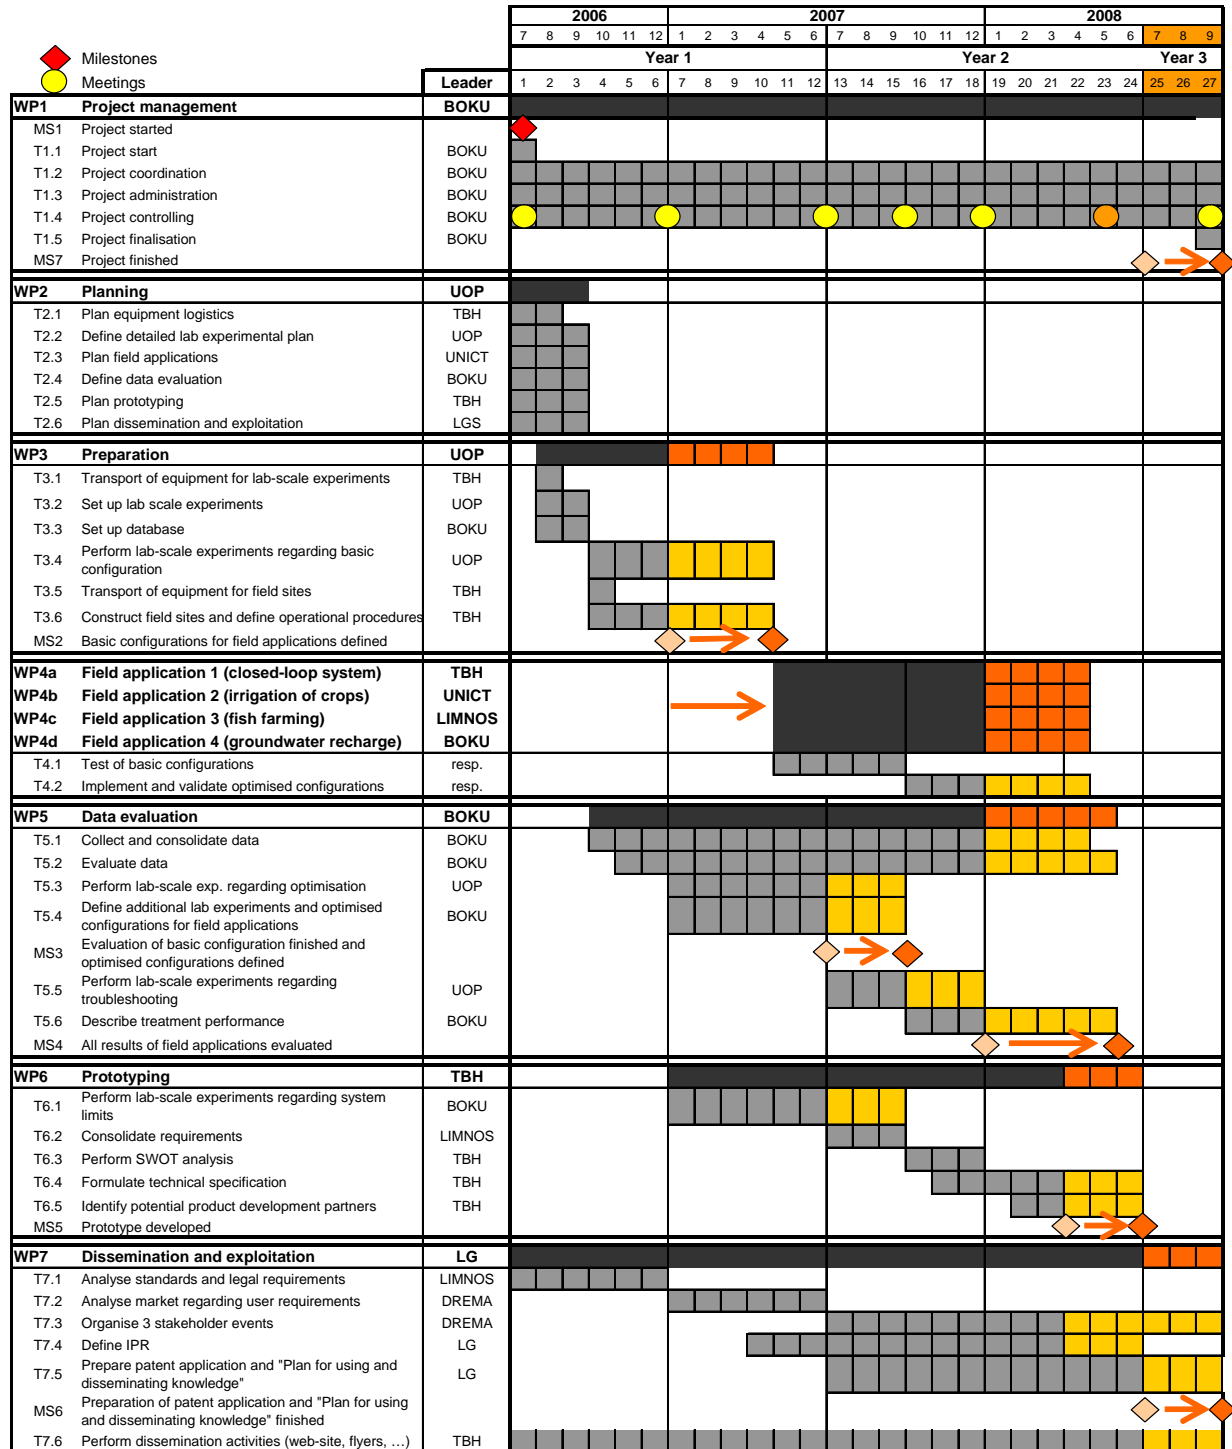 2006 2007 2008
7 8 9 10 11 12 1 2 3 4 5 6 7 8 9 10 11 12 1 2 3 4 5 6 7 8 9
Milestones Year 1 Year 2 Year 3
Meetings Leader 1 2 3 4 5 6 7 8 9 10 11 12 13 14 15 16 17 18 19 20 21 22 23 24 25 26 27
WP1 Project management BOKU
MS1 Project started
T1.1 Project start BOKU
T1.2 Project coordination BOKU
T1.3 Project administration BOKU
T1.4 Project controlling BOKU
T1.5 Project finalisation BOKU
MS7 Project finished
WP2 Planning UOP
T2.1 Plan equipment logistics TBH
T2.2 Define detailed lab experimental plan UOP
T2.3 Plan field applications UNICT
T2.4 Define data evaluation BOKU
T2.5 Plan prototyping TBH
T2.6 Plan dissemination and exploitation LGS
WP3 Preparation UOP
T3.1 Transport of equipment for lab-scale experiments TBH
T3.2 Set up lab scale experiments UOP
T3.3 Set up database BOKU
T3.4 Perform lab-scale experiments regarding basic
configuration UOP
T3.5 Transport of equipment for field sites TBH
T3.6 Construct field sites and define operational procedures TBH
MS2 Basic configurations for field applications defined
WP4a Field application 1 (closed-loop system) TBH
WP4b Field application 2 (irrigation of crops) UNICT
WP4c Field application 3 (fish farming) LIMNOS
WP4d Field application 4 (groundwater recharge) BOKU
T4.1 Test of basic configurations resp.
T4.2 Implement and validate optimised configurations resp.
WP5 Data evaluation BOKU
T5.1 Collect and consolidate data BOKU
T5.2 Evaluate data BOKU
T5.3 Perform lab-scale exp. regarding optimisation UOP
T5.4 Define additional lab experiments and optimised
configurations for field applications BOKU
MS3 Evaluation of basic configuration finished and
optimised configurations defined
T5.5 Perform lab-scale experiments regarding
troubleshooting UOP
T5.6 Describe treatment performance BOKU
MS4 All results of field applications evaluated
WP6 Prototyping TBH
T6.1 Perform lab-scale experiments regarding system
limits BOKU
T6.2 Consolidate requirements LIMNOS
T6.3 Perform SWOT analysis TBH
T6.4 Formulate technical specification TBH
T6.5 Identify potential product development partners TBH
MS5 Prototype developed
WP7 Dissemination and exploitation LG
T7.1 Analyse standards and legal requirements LIMNOS
T7.2 Analyse market regarding user requirements DREMA
T7.3 Organise 3 stakeholder events DREMA
T7.4 Define IPR LG
T7.5 Prepare patent application and "Plan for using and
disseminating knowledge" LG
MS6 Preparation of patent application and "Plan for using
and disseminating knowledge" finished
T7.6 Perform dissemination activities (web-site, flyers, ...) TBH